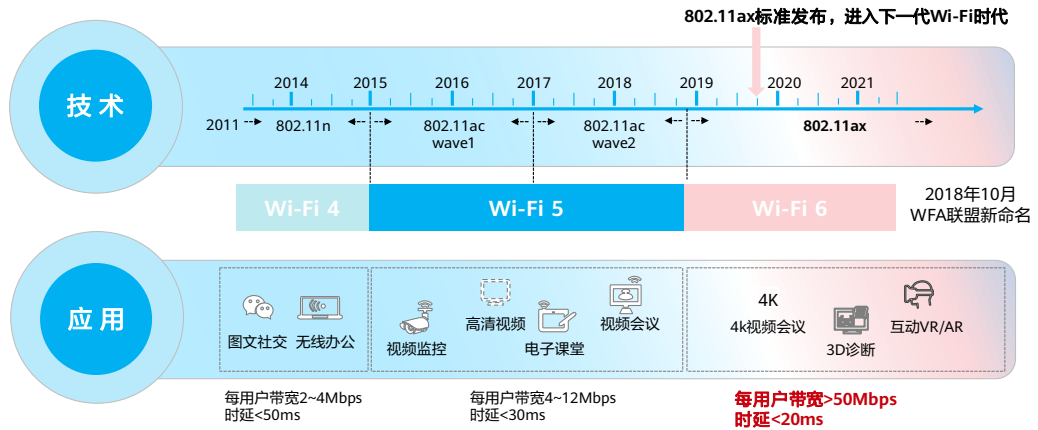 802.11ax标准发布，进入下一代Wi-Fi时代
技 术
2014 2015 2016 2017 2018 2019 2020 2021
2011
802.11n
802.11ac
wave1
802.11ac
wave2
802.11ax
Wi-Fi 4
Wi-Fi 5
Wi-Fi 6
2018年10月
WFA联盟新命名
应 用
图文社交
无线办公
视频监控
高清视频
电子课堂
视频会议
4K
4k视频会议
3D诊断
互动VR/AR
每用户带宽2~4Mbps
时延<50ms
每用户带宽4~12Mbps
时延<30ms
每用户带宽>50Mbps
时延<20ms